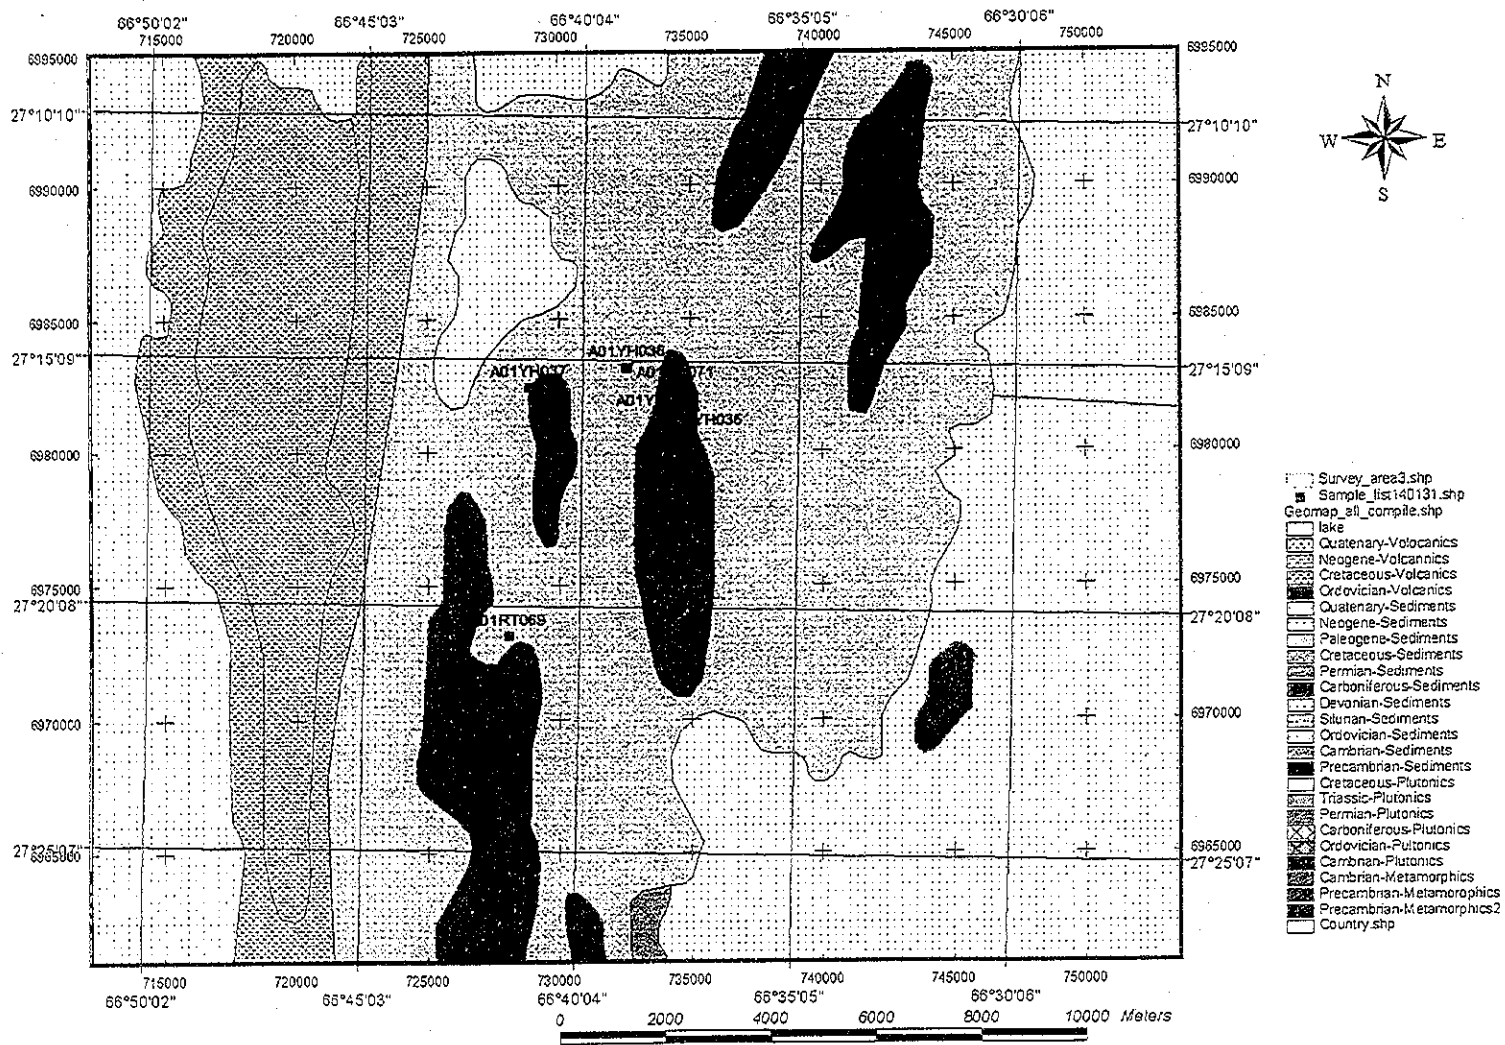 66°50'02" 66°45'03" 66°40'04" 66°35'05" 66°30'06"
715000 720000 725000 730000 735000 740000 745000 750000
6995000 6995000
27°10'10" 27°10'10"
6990000 6990000
6985000 6985000
27°15'09" 27°15'09"
A01YH036
A01YH037
A01 071
A01Y
YH035
6980000 6980000
6975000 6975000
27°20'08" 27°20'08"
01RT069
6970000 6970000
6965000 6965000
27°25'07" 27°25'07"
715000 720000 725000 730000 735000 740000 745000 750000
66°50'02" 66°45'03" 66°40'04" 66°35'05" 66°30'06"
0 2000 4000 6000 8000 10000 Meters
N
W E
S
Survey_area3.shp
Sample_list140131.shp
Geomap_all_compile.shp
lake
Quatenary-Volocanics
Neogene-Volcannics
Cretaceous-Volcanics
Ordovician-Volcanics
Quatenary-Sediments
Neogene-Sediments
Paleogene-Sediments
Cretaceous-Sediments
Permian-Sediments
Carboniferous-Sediments
Devonian-Sediments
Silurian-Sediments
Ordovician-Sediments
Cambrian-Sediments
Precambrian-Sediments
Cretaceous-Plutonics
Triassic-Plutonics
Permian-Plutonics
Carboniferous-Plutonics
Ordovician-Pultonics
Cambrian-Plutonics
Cambrian-Metamorphics
Precambrian-Metamorophics
Precambrian-Metamorphics2
Country.shp